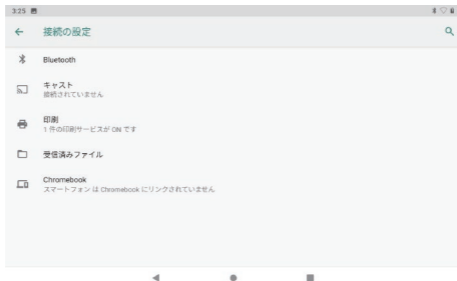 3:25
接続の設定
Bluetooth
キャスト
接続されていません
印刷
1 件の印刷サービスが ON です
受信済みファイル
Chromebook
スマートフォン は Chromebook にリンクされていません